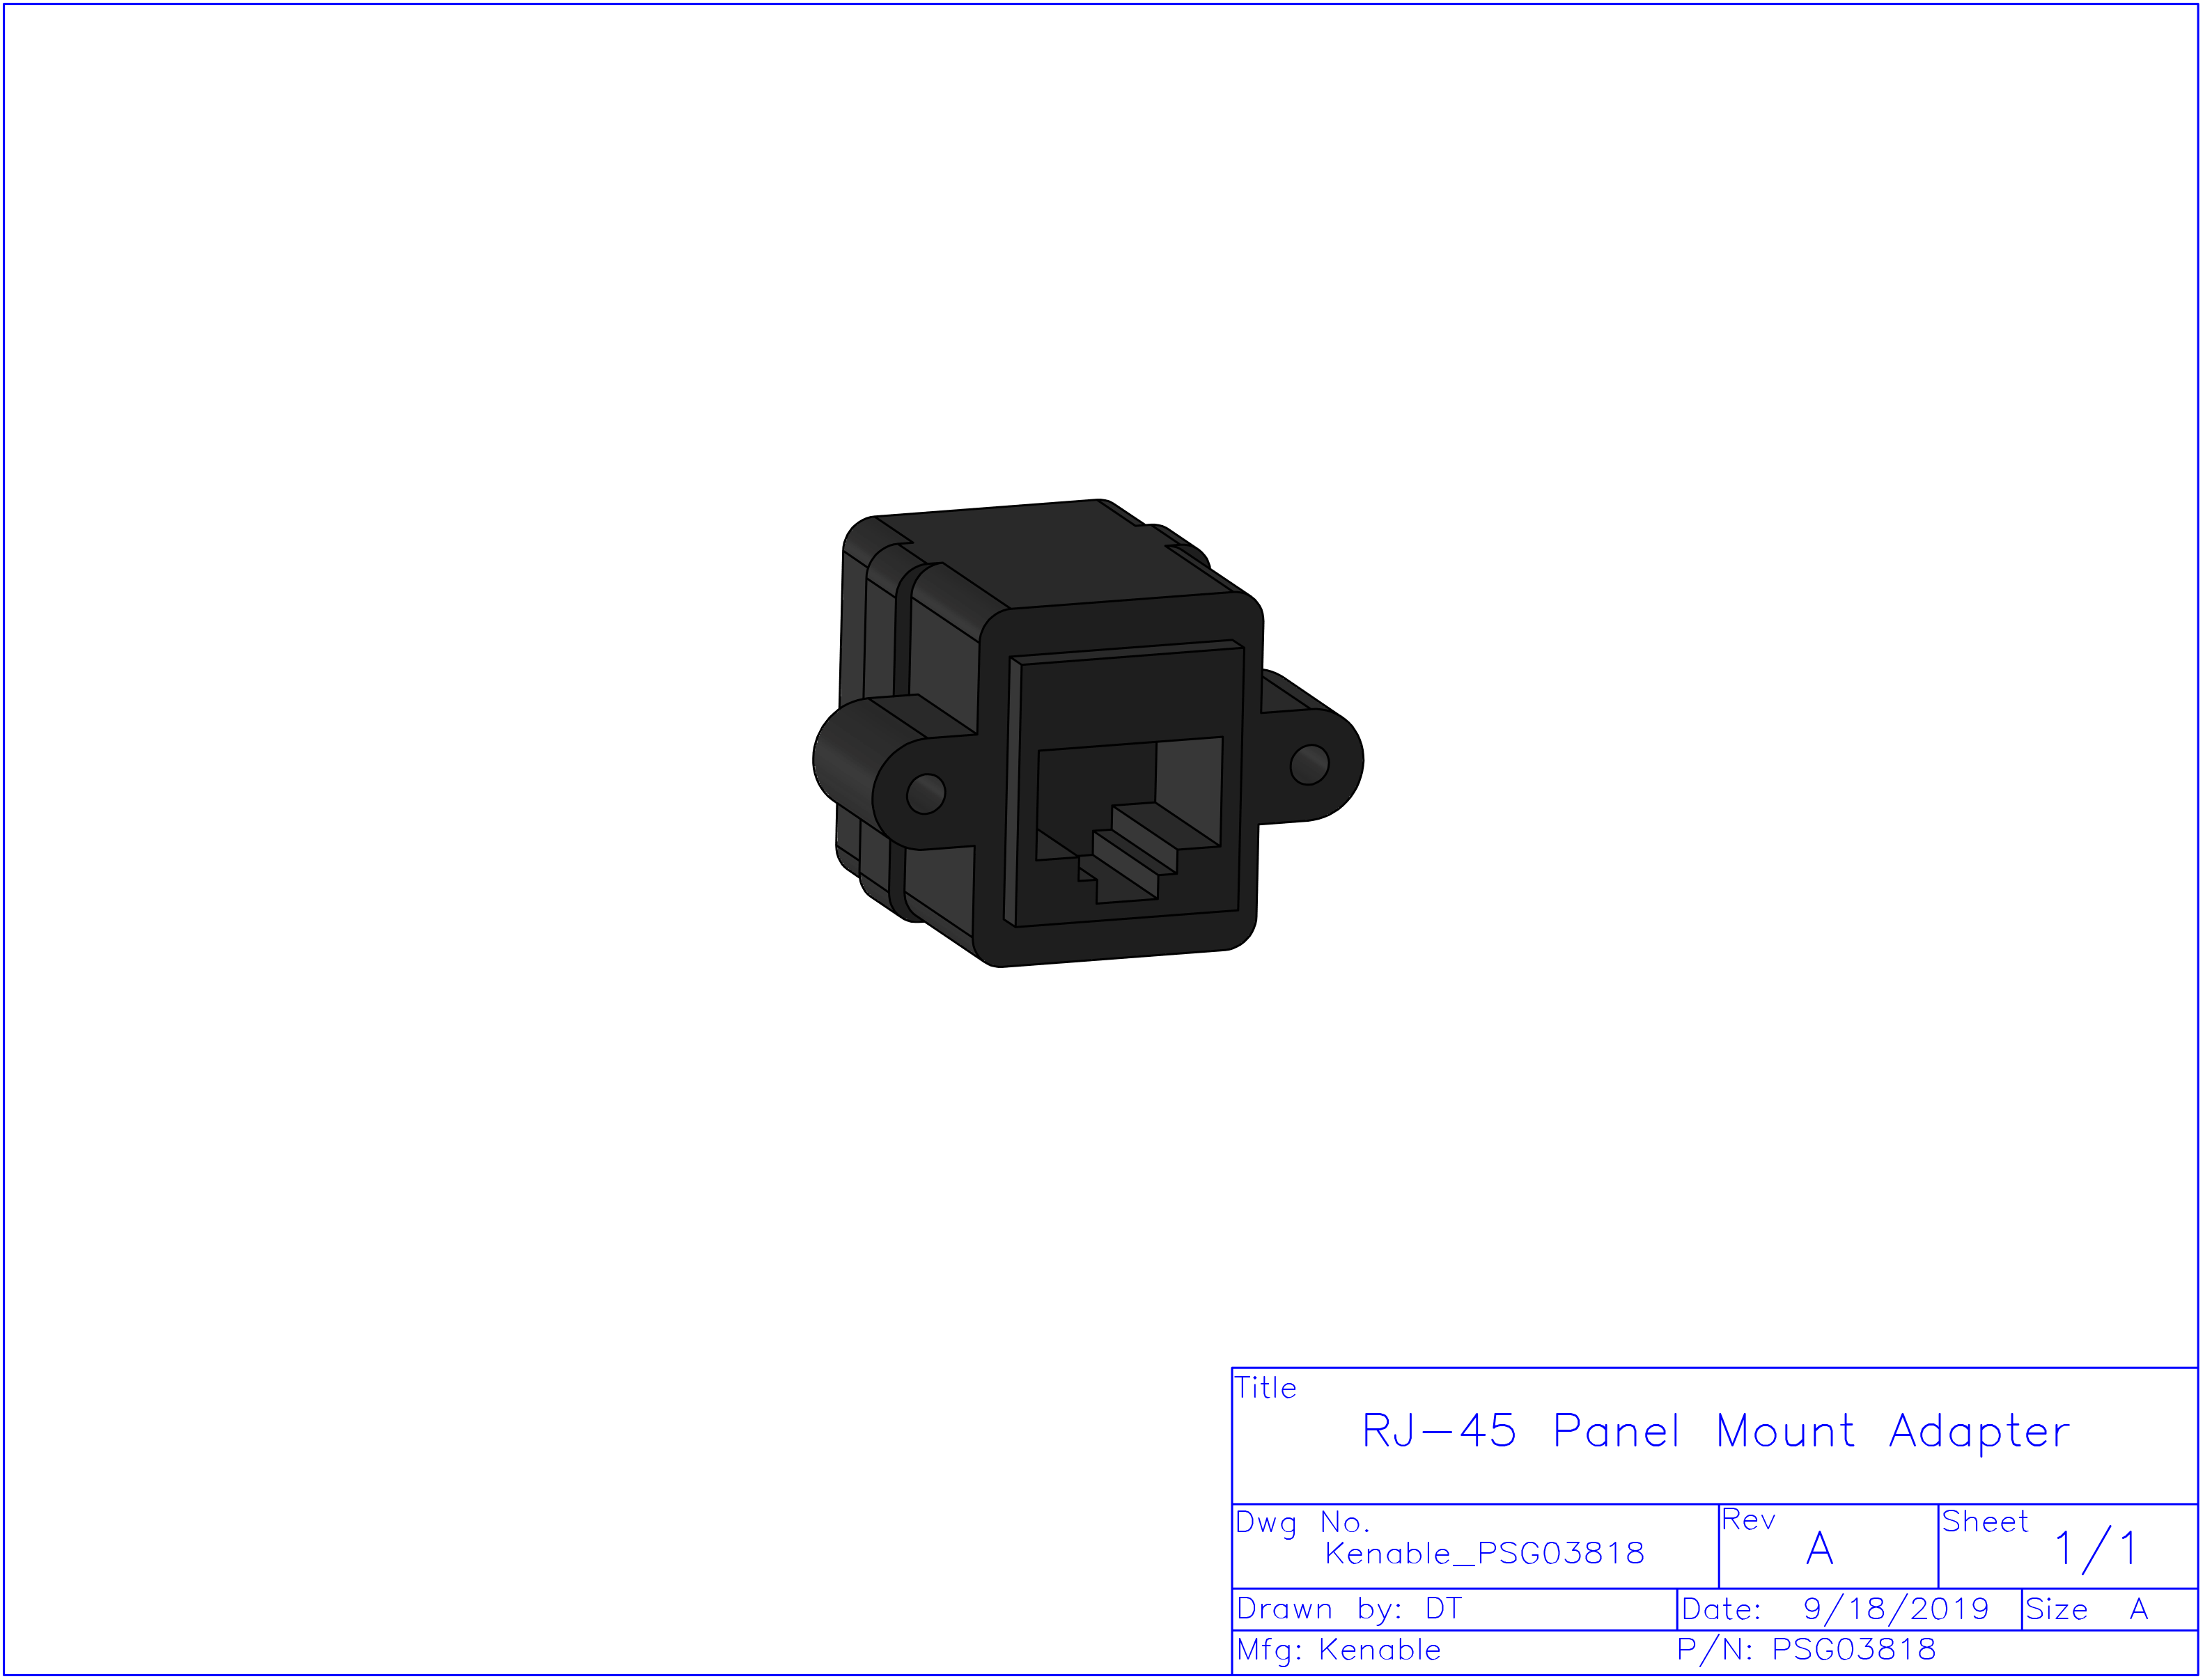 Title
RJ-45 Panel Mount Adapter
Dwg No.
Kenable_PSG03818
Rev
A
Sheet
1/1
Drawn by: DT
Date: 9/18/2019
Size A
Mfg: Kenable
P/N: PSG03818